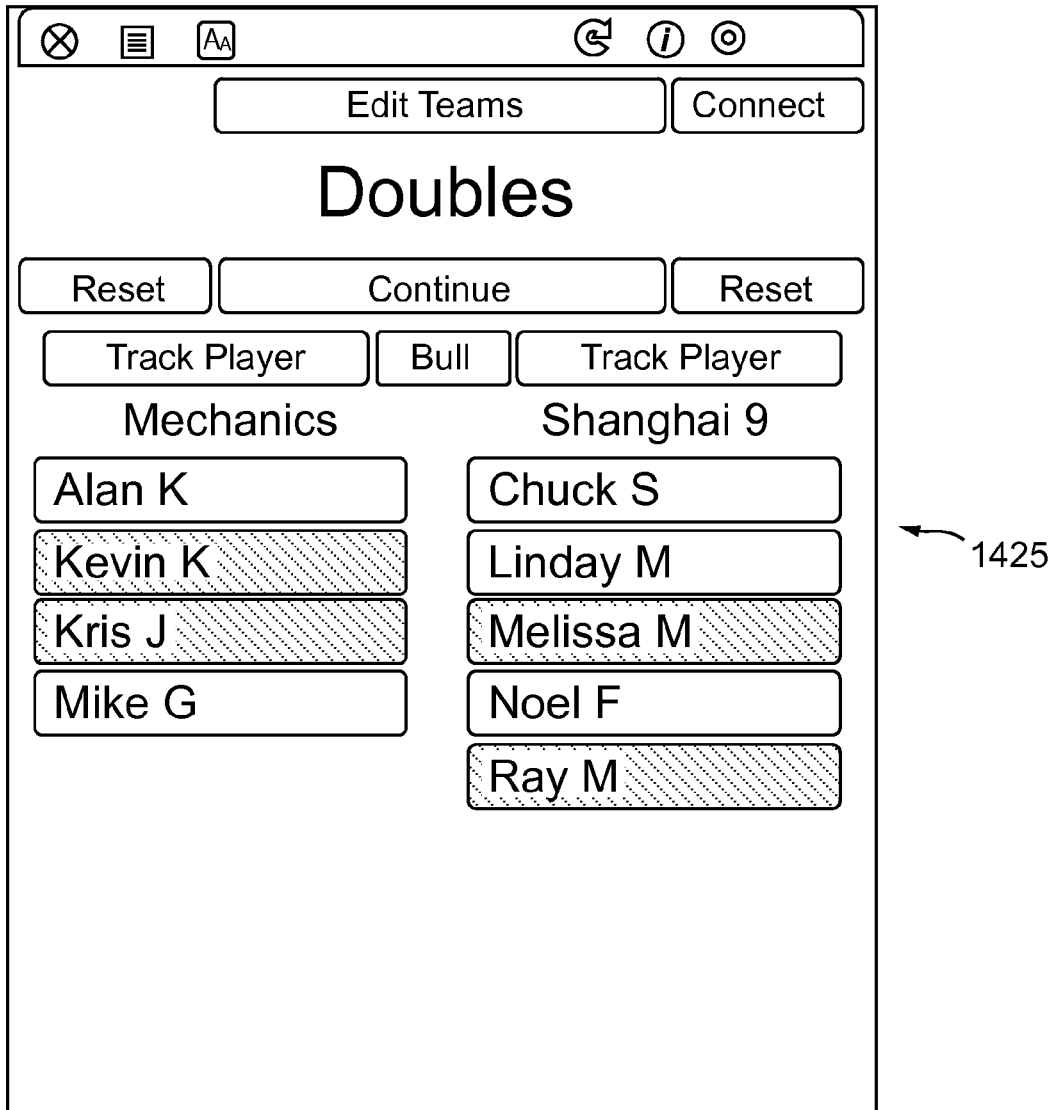 AA i
Edit Teams Connect
Doubles
Reset Continue Reset
Track Player Bull Track Player
Mechanics Shanghai 9
Alan K Chuck S
Kevin K Linday M
Kris J Melissa M
Mike G Noel F
Ray M
1425